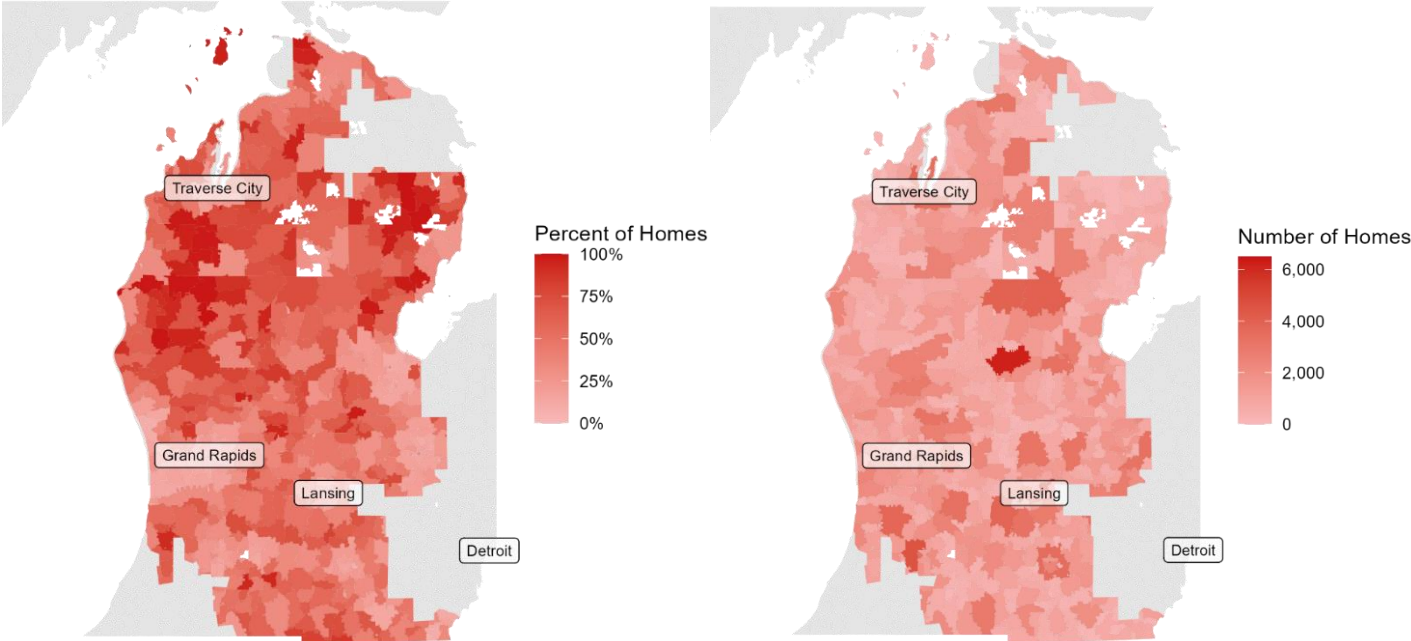 Traverse City
Grand Rapids
Lansing
Detroit
Percent of Homes
100%
75%
50%
25%
0%
Traverse City
Grand Rapids
Lansing
Detroit
Number of Homes
6,000
4,000
2,000
0